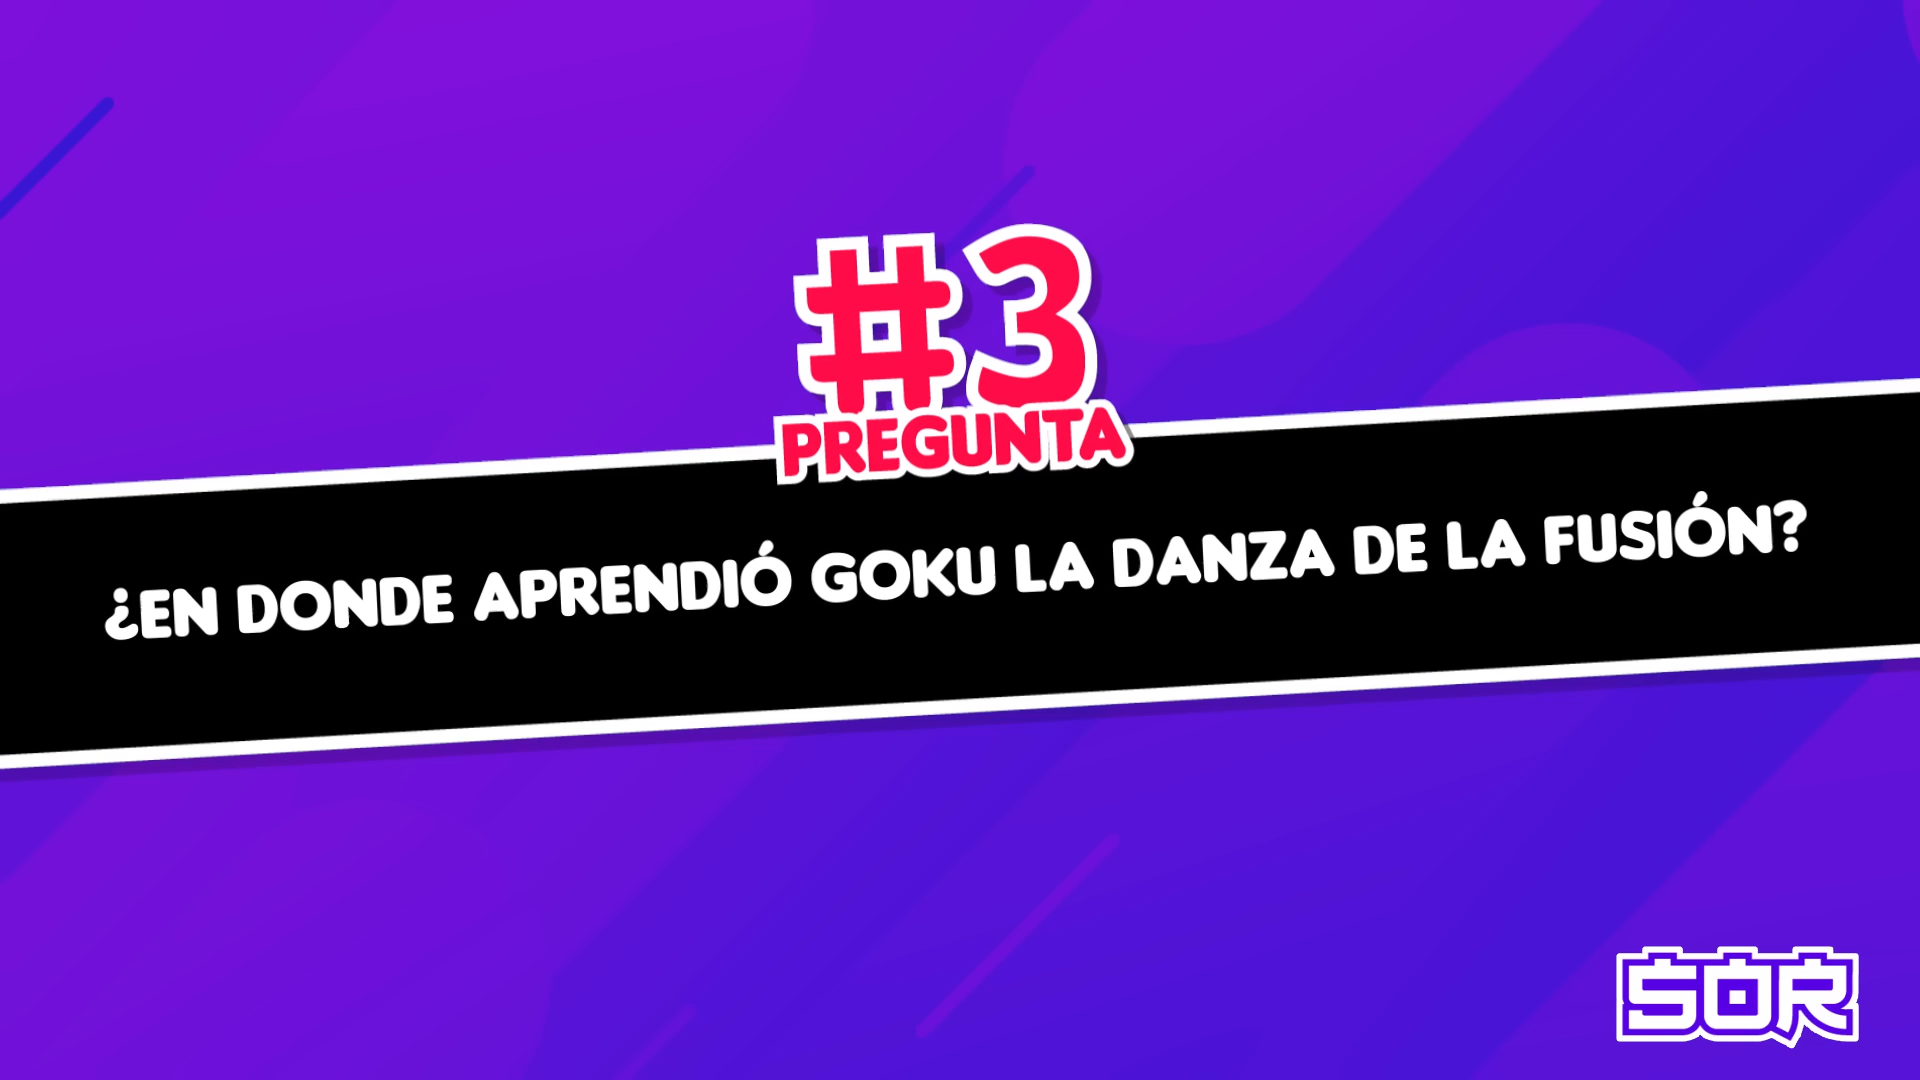 #3
PREGUNTA
¿EN DONDE APRENDIÓ GOKU LA DANZA DE LA FUSIÓN?
SOR